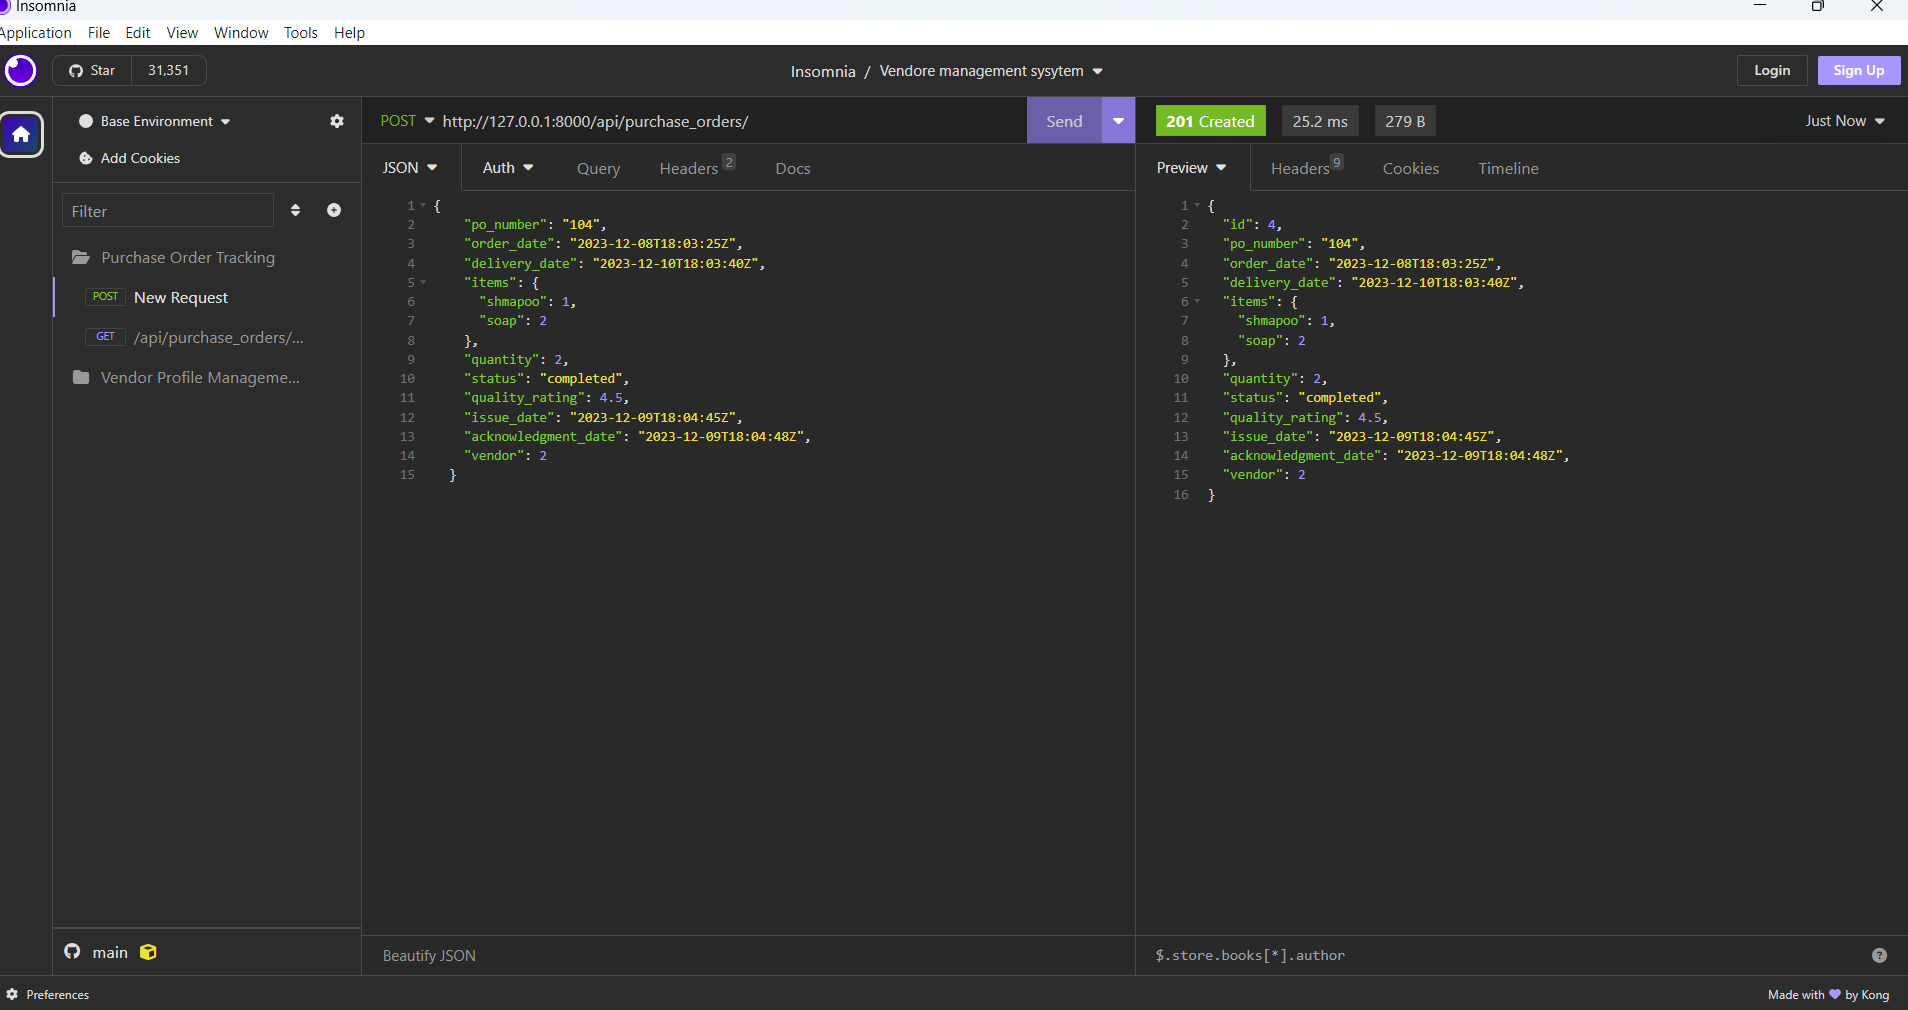 Insomnia
Application File Edit View Window Tools Help
Star 31,351
Insomnia / Vendore management sysytem
Login Sign Up
Base Environment
Add Cookies
Filter
Purchase Order Tracking
POST New Request
GET /api/purchase_orders/...
Vendor Profile Manageme...
main
POST http://127.0.0.1:8000/api/purchase_orders/ Send
JSON Auth Query Headers 2 Docs
1 {
2 "po_number": "104",
3 "order_date": "2023-12-08T18:03:25Z",
4 "delivery_date": "2023-12-10T18:03:40Z",
5 "items": {
6 "shmapoo": 1,
7 "soap": 2
8 },
9 "quantity": 2,
10 "status": "completed",
11 "quality_rating": 4.5,
12 "issue_date": "2023-12-09T18:04:45Z",
13 "acknowledgment_date": "2023-12-09T18:04:48Z",
14 "vendor": 2
15 }
Beautify JSON
201 Created 25.2 ms 279 B Just Now
Preview Headers 9 Cookies Timeline
1 {
2 "id": 4,
3 "po_number": "104",
4 "order_date": "2023-12-08T18:03:25Z",
5 "delivery_date": "2023-12-10T18:03:40Z",
6 "items": {
7 "shmapoo": 1,
8 "soap": 2
9 },
10 "quantity": 2,
11 "status": "completed",
12 "quality_rating": 4.5,
13 "issue_date": "2023-12-09T18:04:45Z",
14 "acknowledgment_date": "2023-12-09T18:04:48Z",
15 "vendor": 2
16 }
$.store.books[*].author ?
Preferences
Made with 💜 by Kong